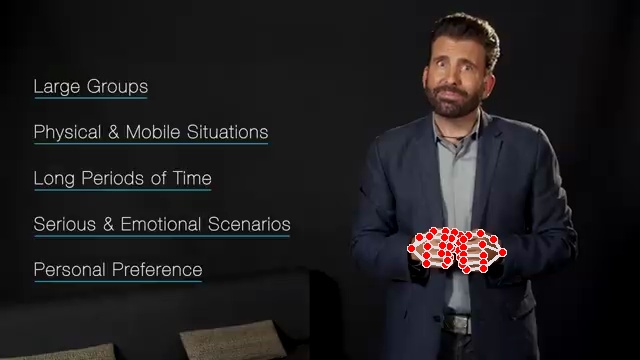 Large Groups
Physical & Mobile Situations
Long Periods of Time
Serious & Emotional Scenarios
Personal Preference